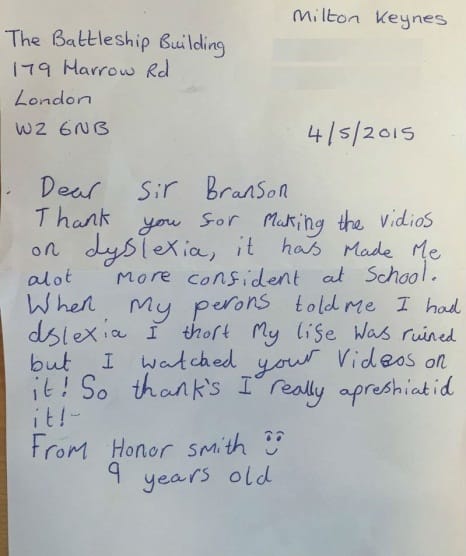 Milton Keynes
The Battleship Building
179 Harrow Rd
London
W2 6NB
4/5/2015
Dear Sir Branson
Thank you for making the vidios
on dyslexia, it has Made Me
alot more confident at School.
When My perons told me I had
dslexia I thort My life was ruined
but I watched your Videos on
it! So thank's I really apreshiatid
it!-
From Honor smith
9 years old